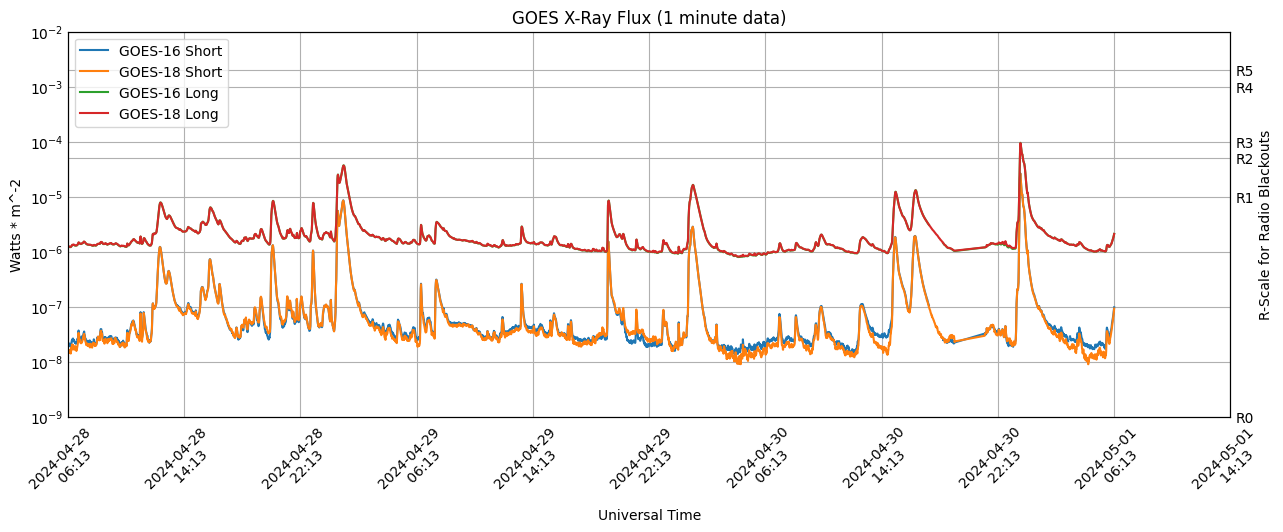 GOES X-Ray Flux (1 minute data)
GOES-16 Short
GOES-18 Short
GOES-16 Long
GOES-18 Long
Watts * m^-2
10^-2
10^-3
10^-4
10^-5
10^-6
10^-7
10^-8
10^-9
R5
R4
R3
R2
R1
R0
R-Scale for Radio Blackouts
2024-04-28
06:13
2024-04-28
14:13
2024-04-28
22:13
2024-04-29
06:13
2024-04-29
14:13
2024-04-29
22:13
2024-04-30
06:13
2024-04-30
14:13
2024-04-30
22:13
2024-05-01
06:13
2024-05-01
14:13
Universal Time